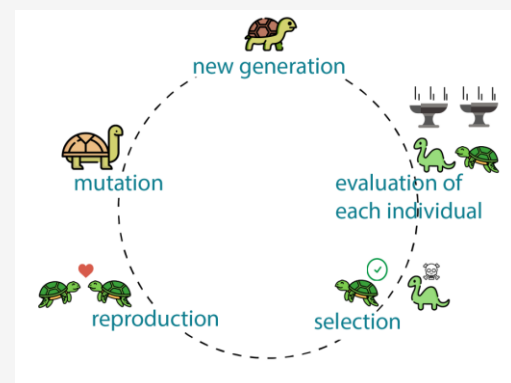 new generation
evaluation of
each individual
selection
reproduction
mutation